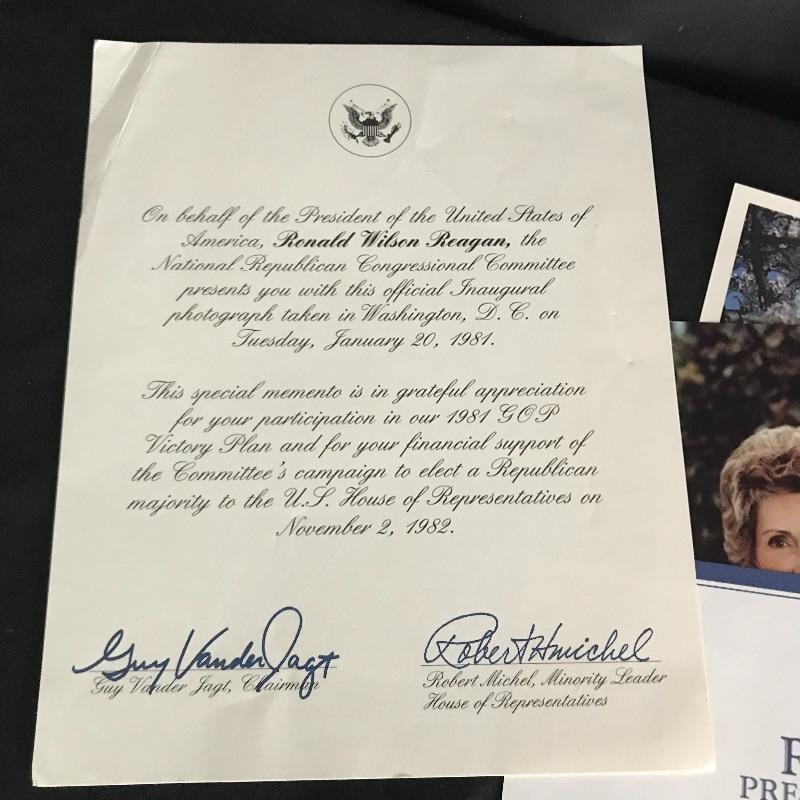 On behalf of the President of the United States of
America, Ronald Wilson Reagan, the
National Republican Congressional Committee
presents you with this official Inaugural
photograph taken in Washington, D. C. on
Tuesday, January 20, 1981.
This special memento is in grateful appreciation
for your participation in our 1981 GOP
Victory Plan and for your financial support of
the Committee's campaign to elect a Republican
majority to the U.S. House of Representatives on
November 2, 1982.
Guy Vander Jagt
Guy Vander Jagt, Chairman
Robert H Michel
Robert Michel, Minority Leader
House of Representatives
R
PRE